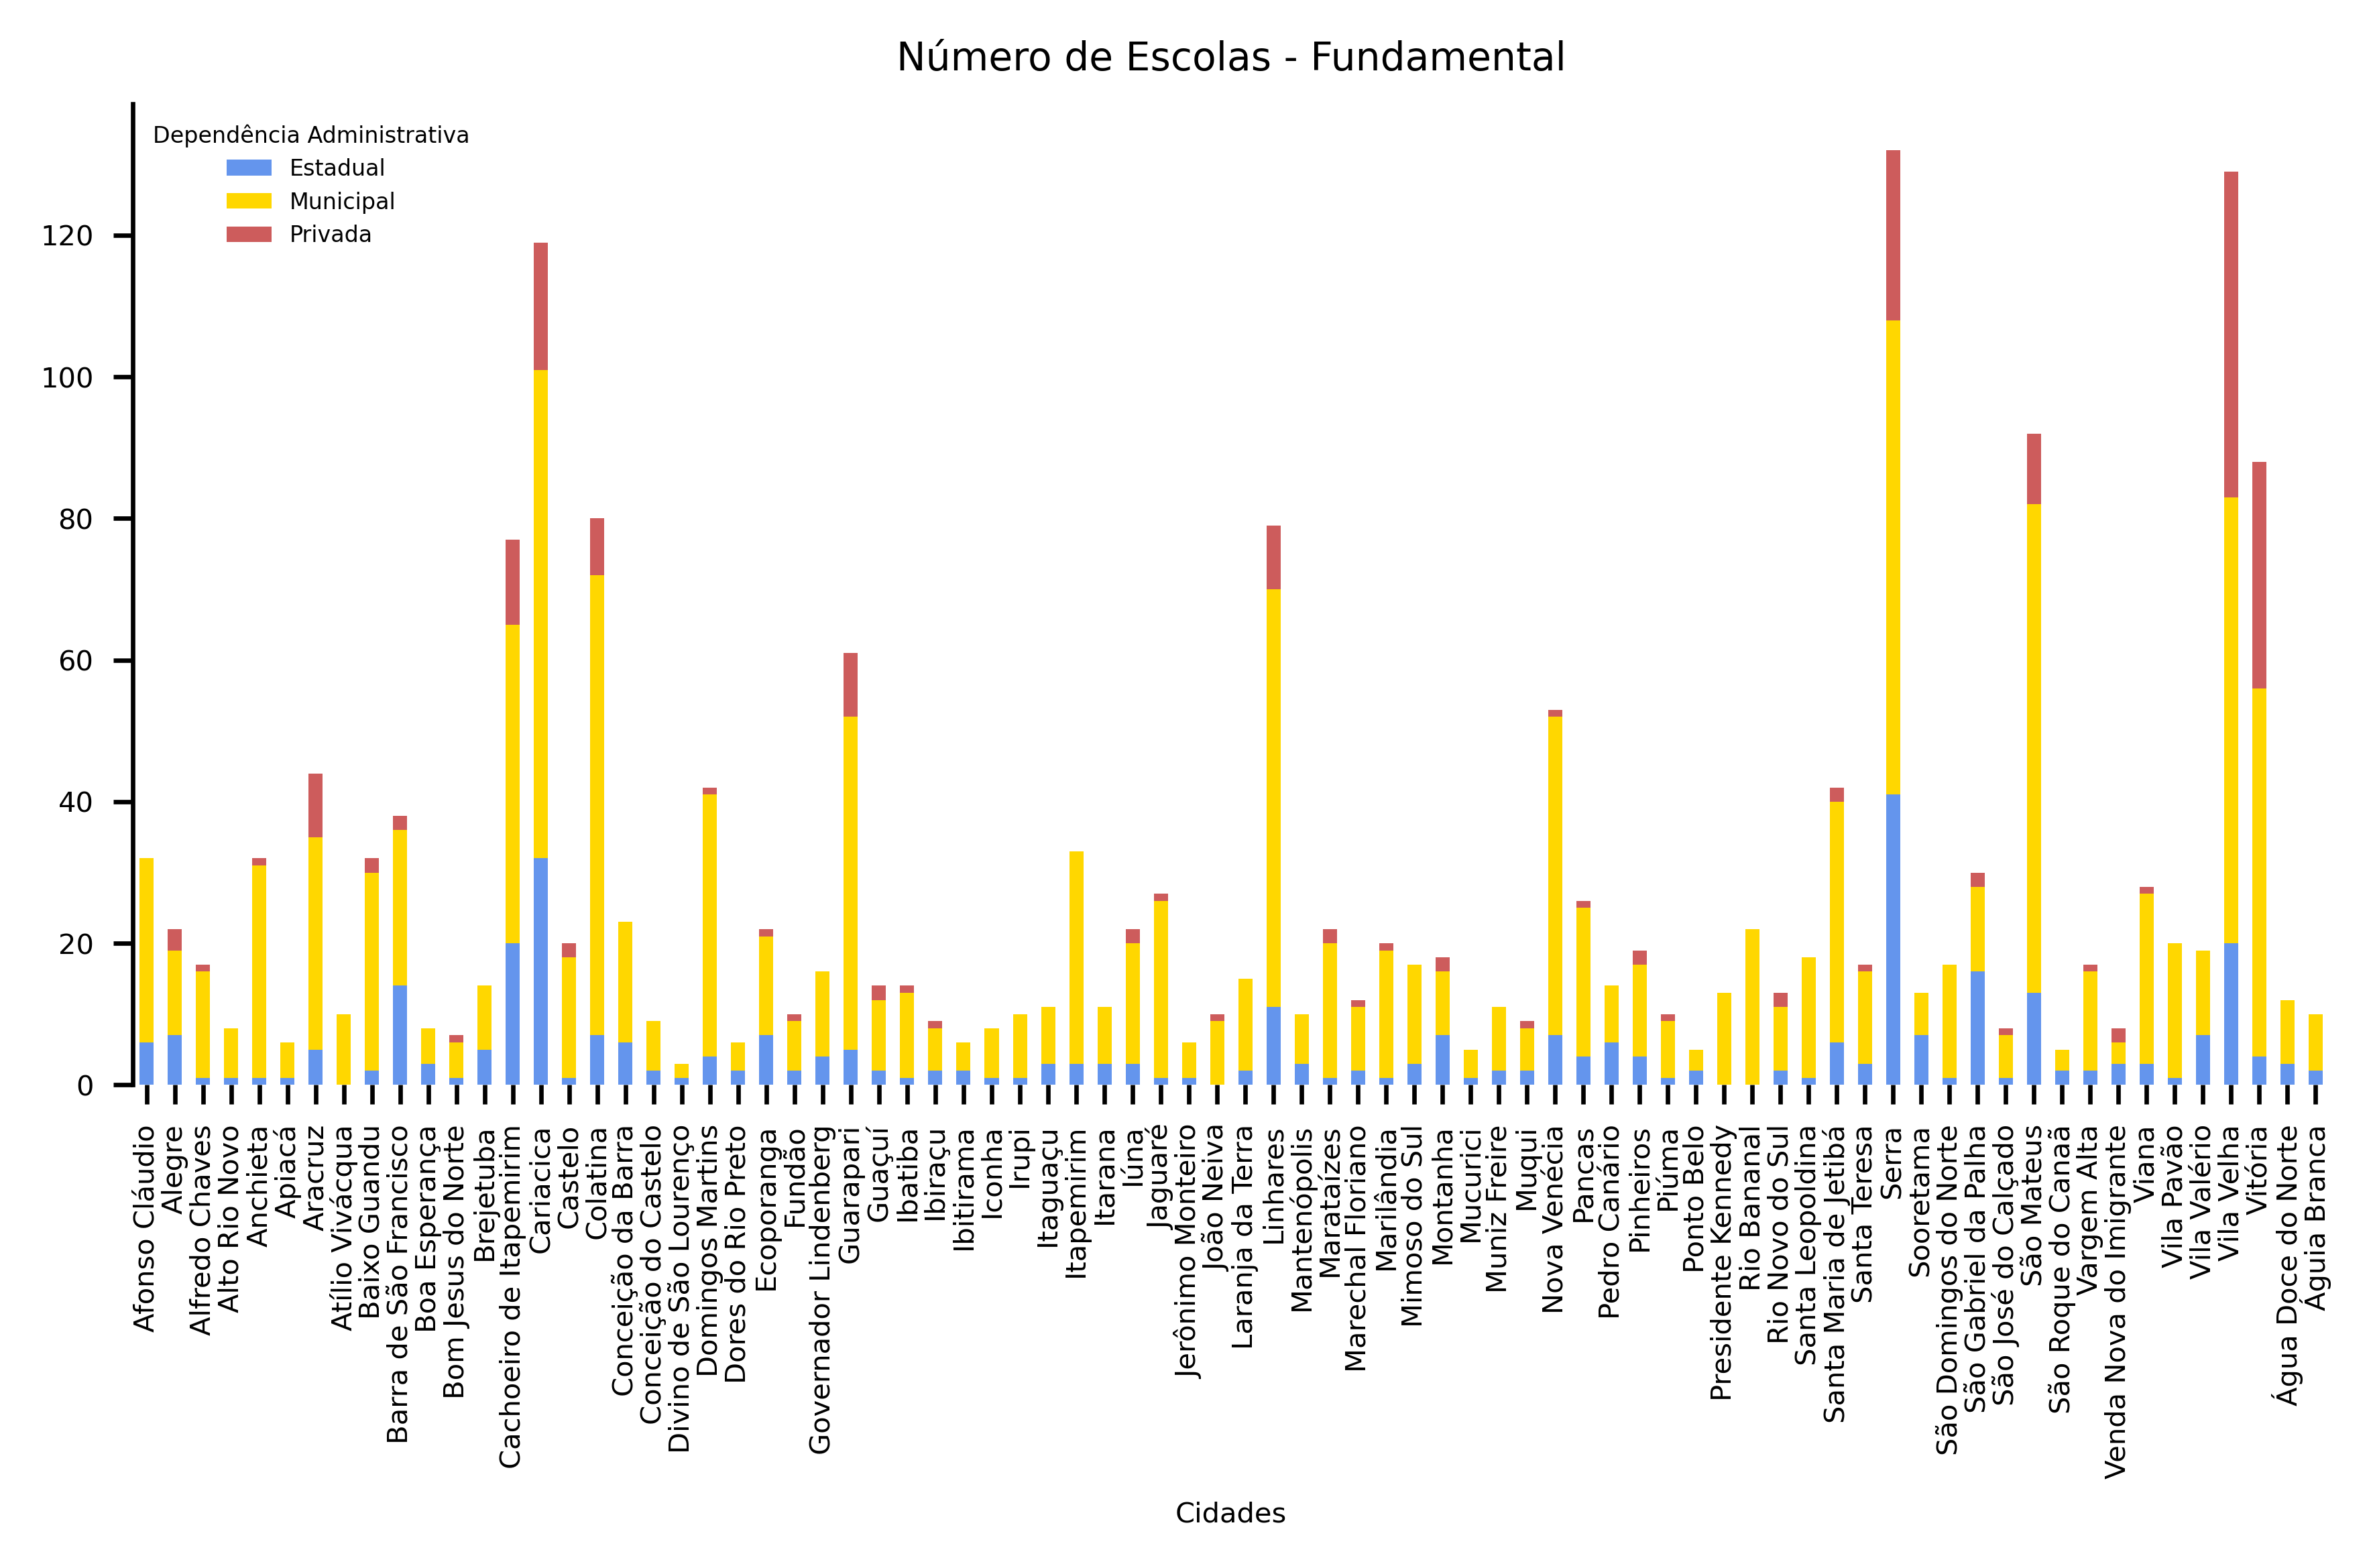 Número de Escolas - Fundamental
Dependência Administrativa
Estadual
Municipal
Privada
120
100
80
60
40
20
0
Afonso Cláudio
Alegre
Alfredo Chaves
Alto Rio Novo
Anchieta
Apiacá
Aracruz
Atílio Vivácqua
Baixo Guandu
Barra de São Francisco
Boa Esperança
Bom Jesus do Norte
Brejetuba
Cachoeiro de Itapemirim
Cariacica
Castelo
Colatina
Conceição da Barra
Conceição do Castelo
Divino de São Lourenço
Domingos Martins
Dores do Rio Preto
Ecoporanga
Fundão
Governador Lindenberg
Guarapari
Guaçuí
Ibatiba
Ibiraçu
Ibitirama
Iconha
Irupi
Itaguaçu
Itapemirim
Itarana
Iúna
Jaguaré
Jerônimo Monteiro
João Neiva
Laranja da Terra
Linhares
Mantenópolis
Marataízes
Marechal Floriano
Marilândia
Mimoso do Sul
Montanha
Mucurici
Muniz Freire
Muqui
Nova Venécia
Pancas
Pedro Canário
Pinheiros
Piúma
Ponto Belo
Presidente Kennedy
Rio Bananal
Rio Novo do Sul
Santa Leopoldina
Santa Maria de Jetibá
Santa Teresa
Serra
Sooretama
São Domingos do Norte
São Gabriel da Palha
São José do Calçado
São Mateus
São Roque do Canaã
Vargem Alta
Venda Nova do Imigrante
Viana
Vila Pavão
Vila Valério
Vila Velha
Vitória
Água Doce do Norte
Águia Branca
Cidades